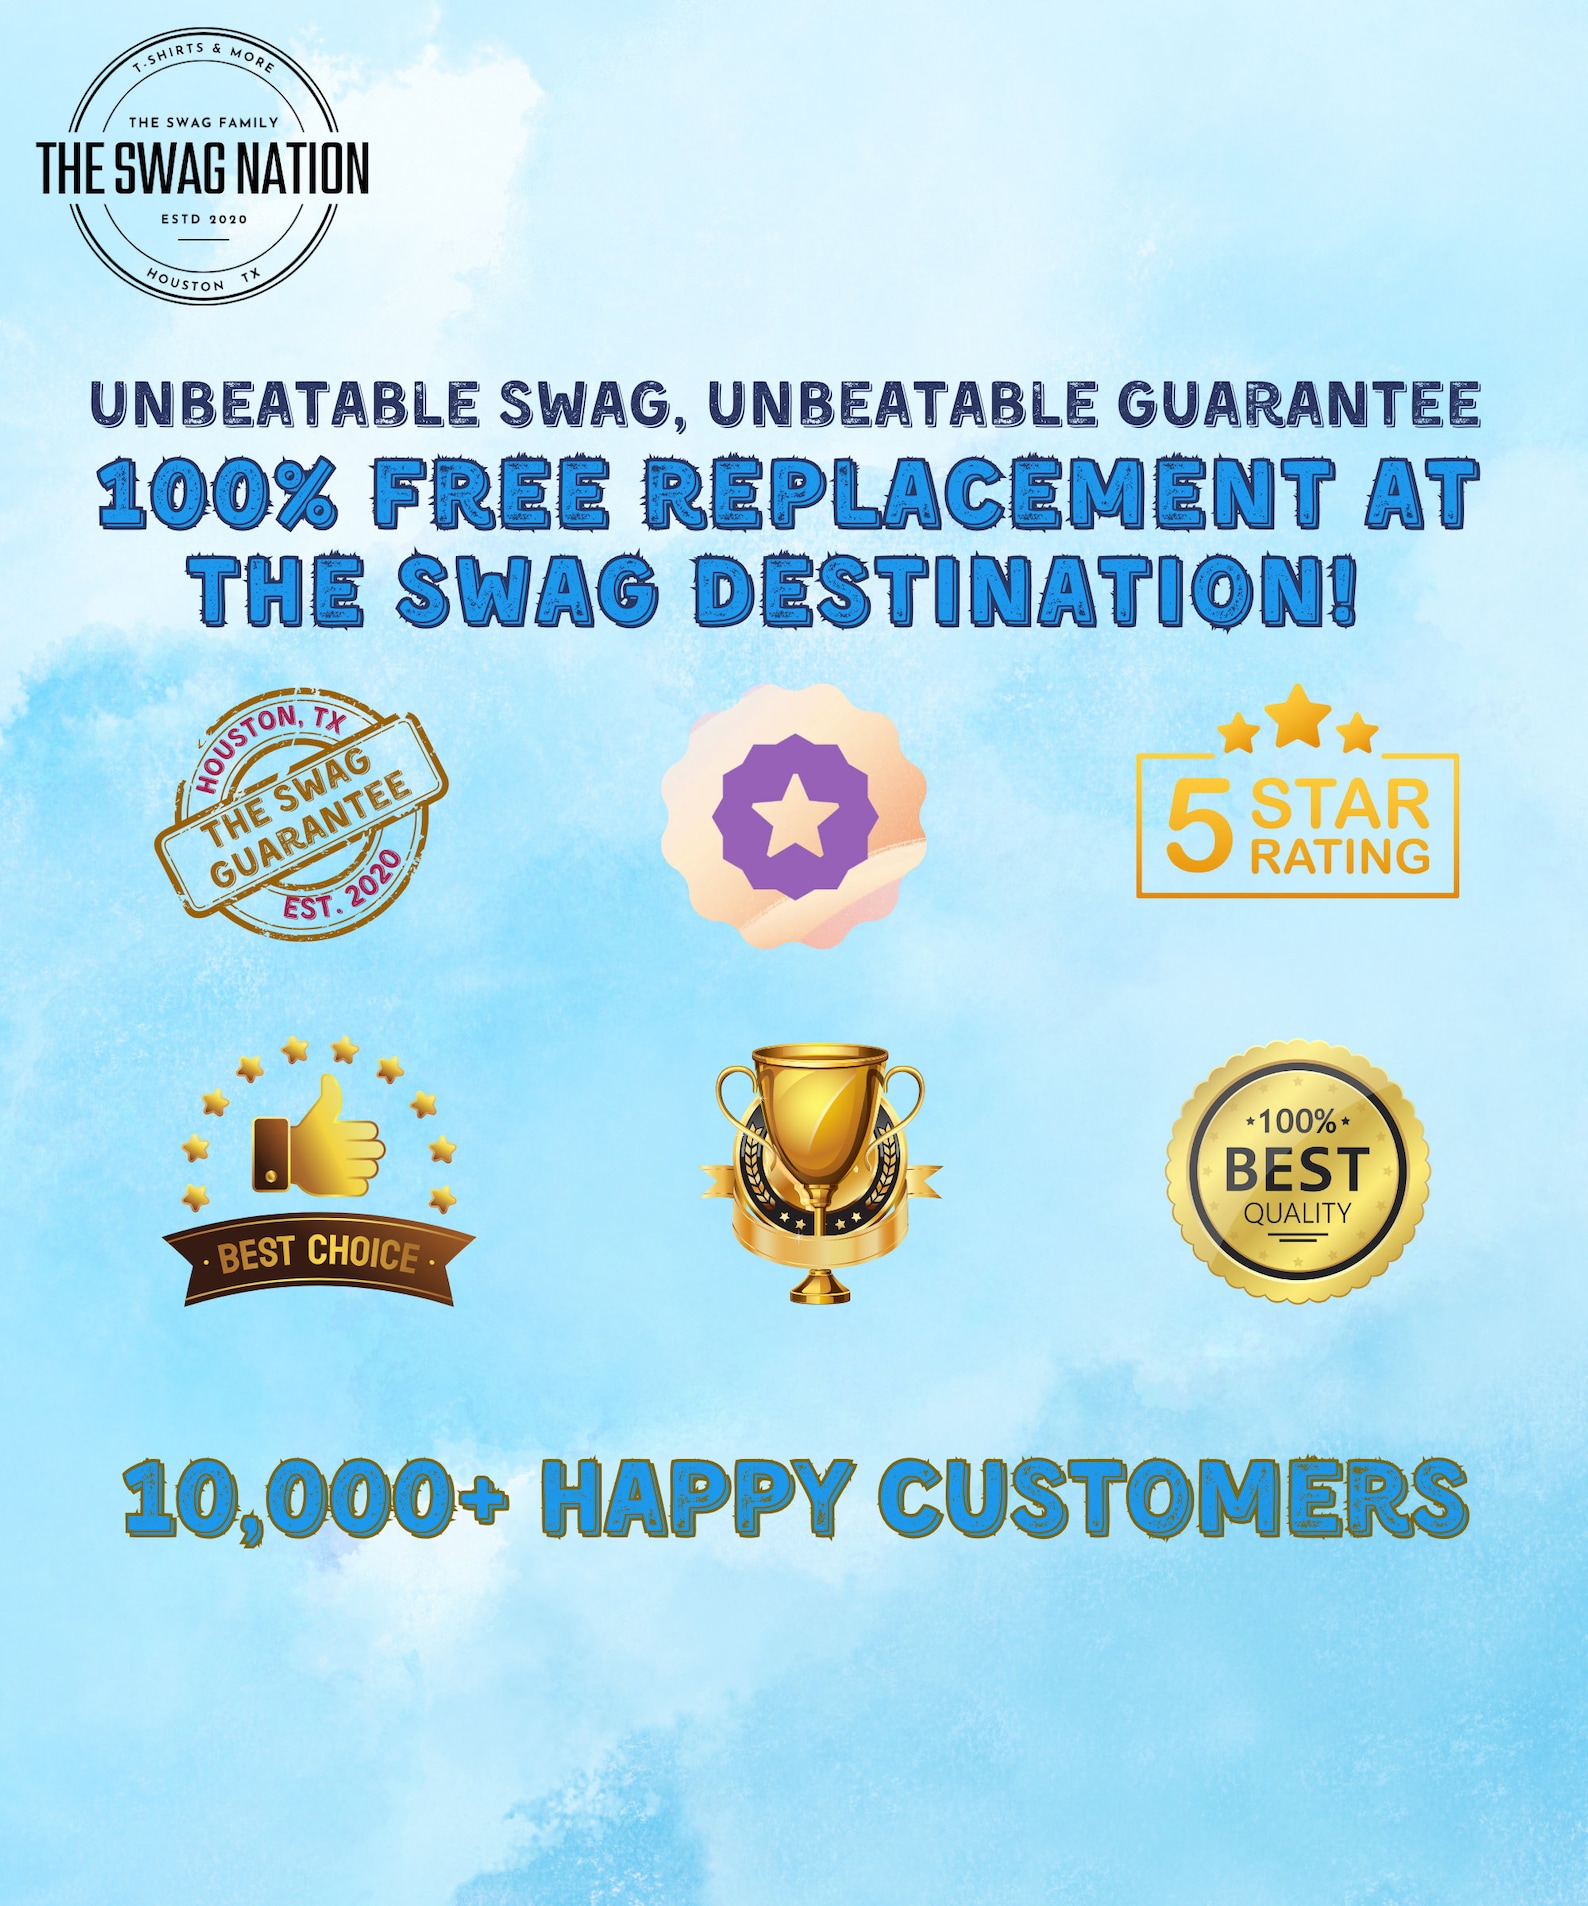 T-SHIRTS & MORE
THE SWAG FAMILY
THE SWAG NATION
ESTD 2020
HOUSTON TX
UNBEATABLE SWAG, UNBEATABLE GUARANTEE
100% FREE REPLACEMENT AT
THE SWAG DESTINATION!
HOUSTON, TX
THE SWAG
GUARANTEE
EST. 2020
5 STAR
RATING
BEST CHOICE
100%
BEST
QUALITY
10,000+ HAPPY CUSTOMERS